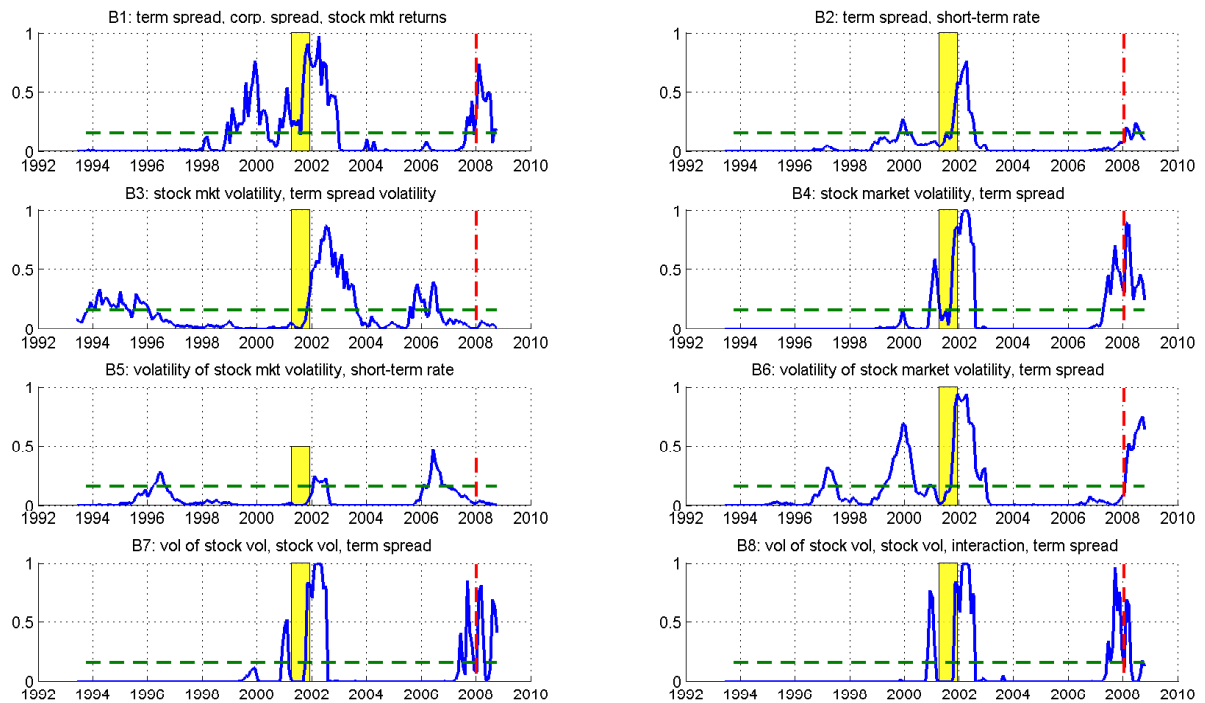 B1: term spread, corp. spread, stock mkt returns
1
0.5
0
1992 1994 1996 1998 2000 2002 2004 2006 2008 2010
B2: term spread, short-term rate
1
0.5
0
1992 1994 1996 1998 2000 2002 2004 2006 2008 2010
B3: stock mkt volatility, term spread volatility
1
0.5
0
1992 1994 1996 1998 2000 2002 2004 2006 2008 2010
B4: stock market volatility, term spread
1
0.5
0
1992 1994 1996 1998 2000 2002 2004 2006 2008 2010
B5: volatility of stock mkt volatility, short-term rate
1
0.5
0
1992 1994 1996 1998 2000 2002 2004 2006 2008 2010
B6: volatility of stock market volatility, term spread
1
0.5
0
1992 1994 1996 1998 2000 2002 2004 2006 2008 2010
B7: vol of stock vol, stock vol, term spread
1
0.5
0
1992 1994 1996 1998 2000 2002 2004 2006 2008 2010
B8: vol of stock vol, stock vol, interaction, term spread
1
0.5
0
1992 1994 1996 1998 2000 2002 2004 2006 2008 2010